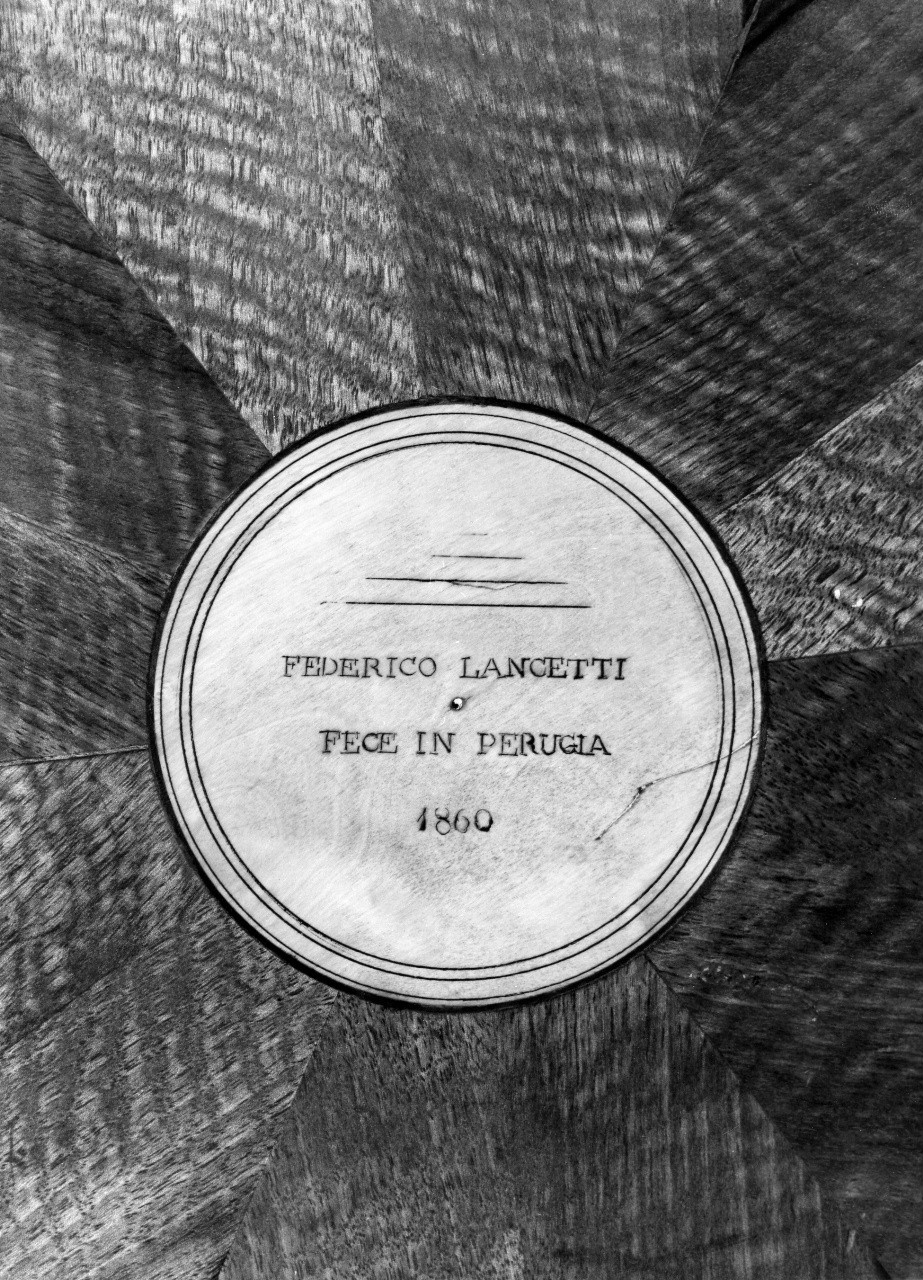 FEDERICO LANCETTI
FECE IN PERUGIA
1860